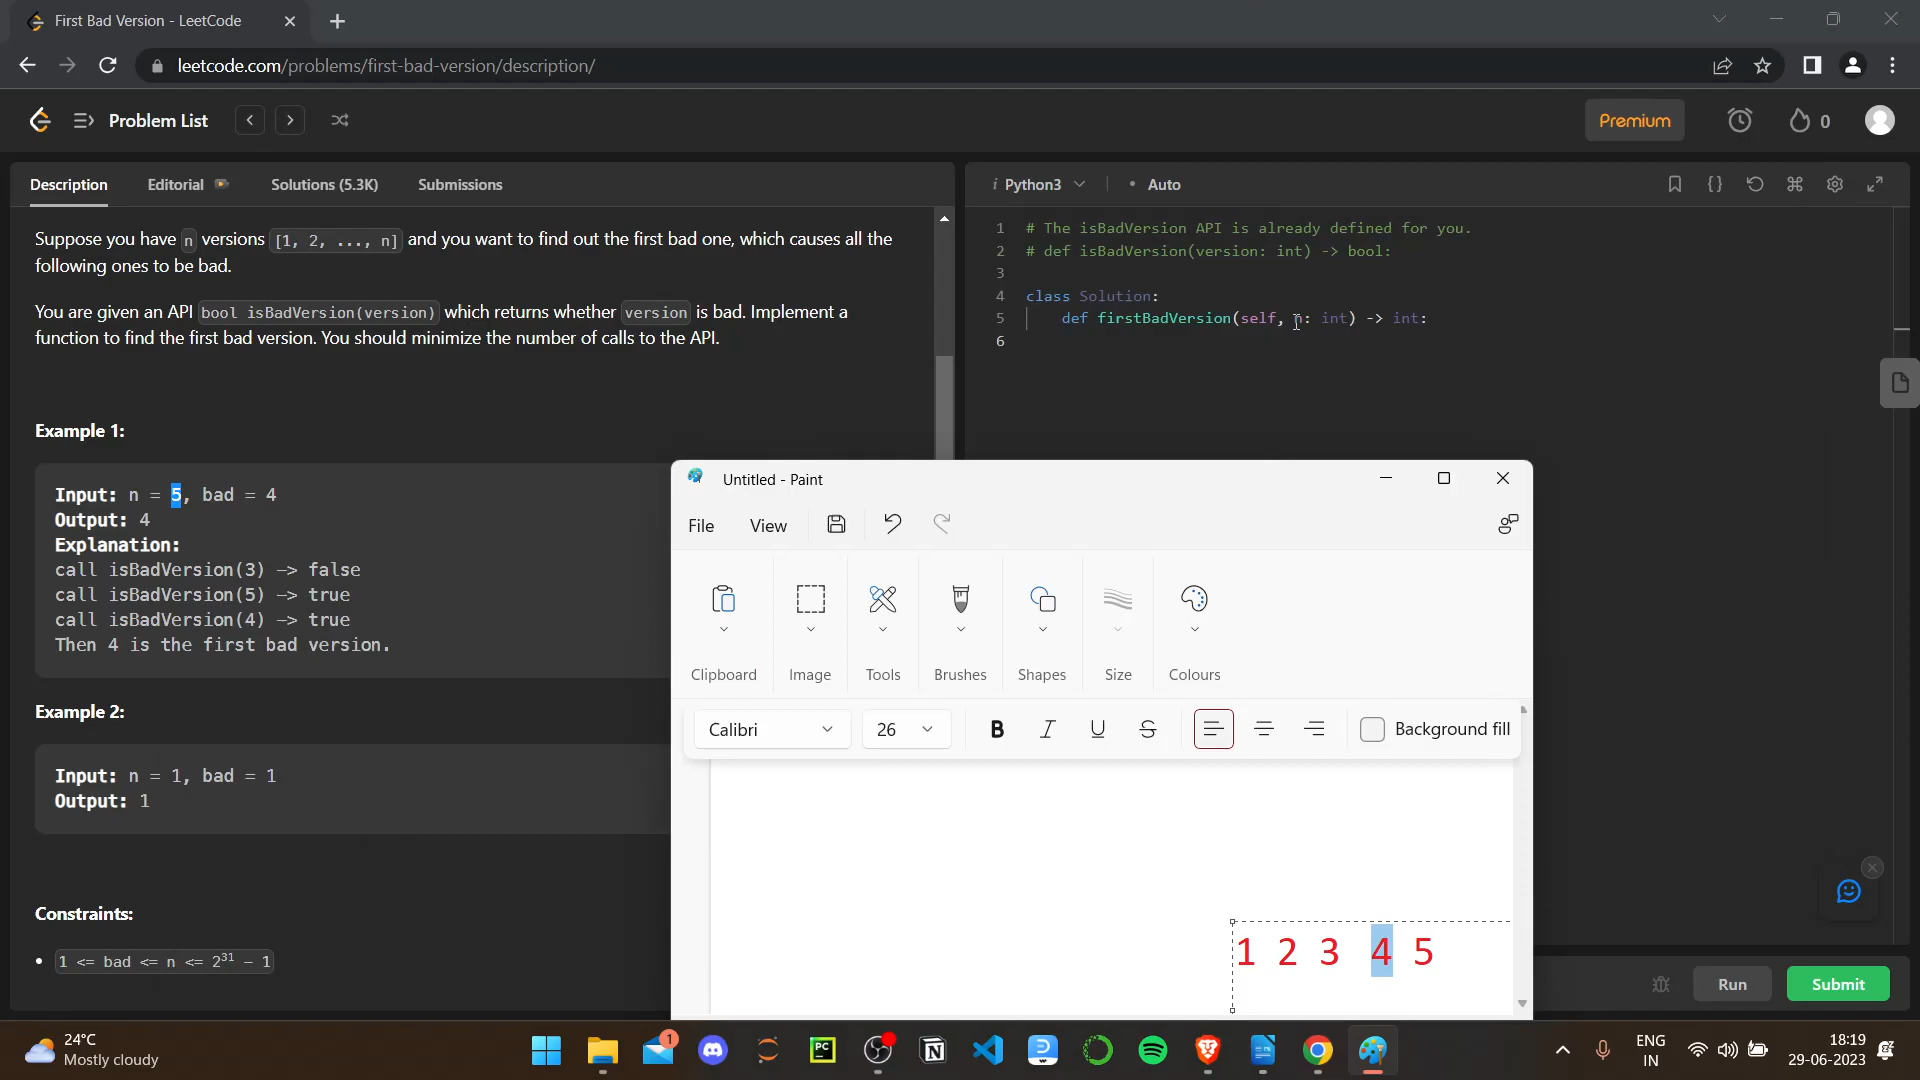 First Bad Version - LeetCode
leetcode.com/problems/first-bad-version/description/
Problem List
Premium
0
Description
Editorial
Solutions (5.3K)
Submissions
Suppose you have n versions [1, 2, ..., n] and you want to find out the first bad one, which causes all the
following ones to be bad.
You are given an API bool isBadVersion(version) which returns whether version is bad. Implement a
function to find the first bad version. You should minimize the number of calls to the API.
Example 1:
Input: n = 5, bad = 4
Output: 4
Explanation:
call isBadVersion(3) -> false
call isBadVersion(5) -> true
call isBadVersion(4) -> true
Then 4 is the first bad version.
Example 2:
Input: n = 1, bad = 1
Output: 1
Constraints:
• 1 <= bad <= n <= 2³¹ - 1
i Python3
• Auto
1 # The isBadVersion API is already defined for you.
2 # def isBadVersion(version: int) -> bool:
3
4 class Solution:
5 def firstBadVersion(self, n: int) -> int:
6
Untitled - Paint
File
View
Clipboard
Image
Tools
Brushes
Shapes
Size
Colours
Calibri
26
B
I
U
S
Background fill
1 2 3 4 5
Run
Submit
24°C
Mostly cloudy
1
PC
N
ENG
IN
18:19
29-06-2023